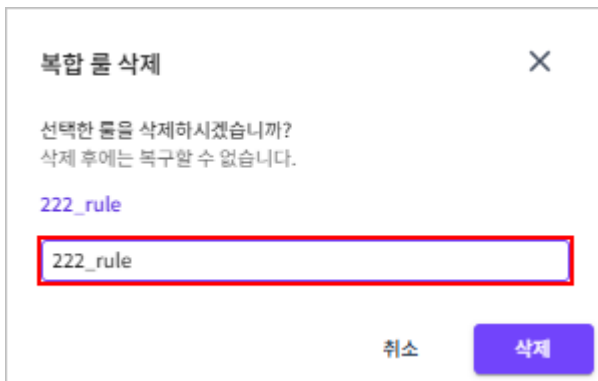 복합 룰 삭제
선택한 룰을 삭제하시겠습니까?
삭제 후에는 복구할 수 없습니다.
222_rule
222_rule
취소 삭제